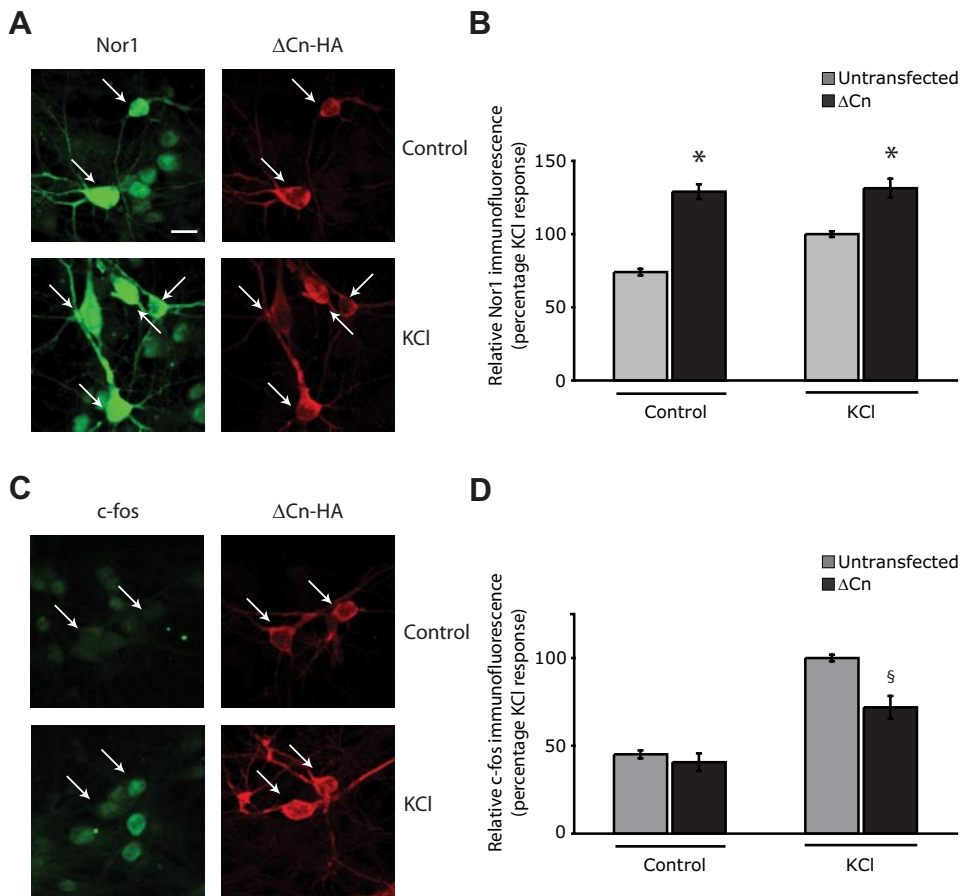 A
Nor1
ΔCn-HA
Control
KCl
B
Untransfected
ΔCn
Relative Nor1 immunofluorescence
(percentage KCl response)
150
100
50
0
*
*
Control
KCl
C
c-fos
ΔCn-HA
Control
KCl
D
Untransfected
ΔCn
Relative c-fos immunofluorescence
(percentage KCl response)
100
50
0
§
Control
KCl